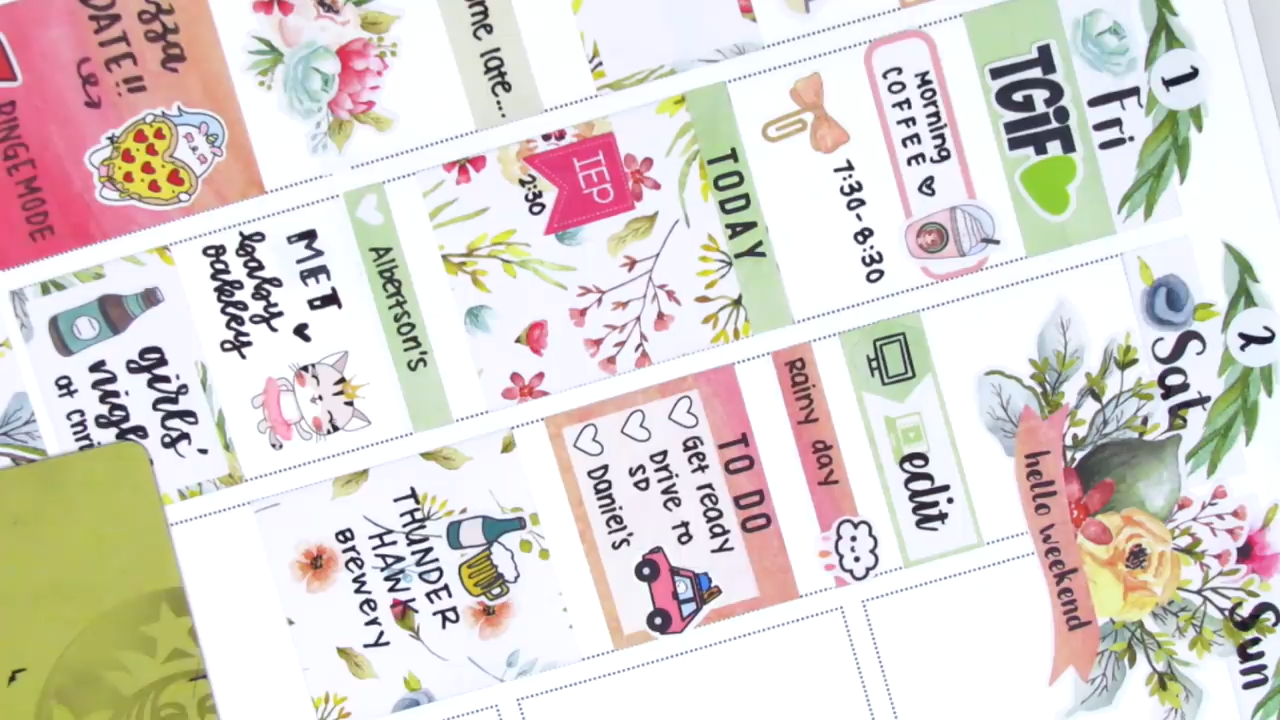 zza
DATE!!
BINGEMODE
ome late...
1
Fri
TGiF
Morning
COFFEE
7:30-8:30
TODAY
IEP
2:30
Albertson's
MET
baby
oakley
girls'
nigh
at
2
Sat
edit
Rainy day
TO DO
Get ready
Drive to
SD
Daniel's
THUNDER
HAWK
Brewery
hello weekend
Sun